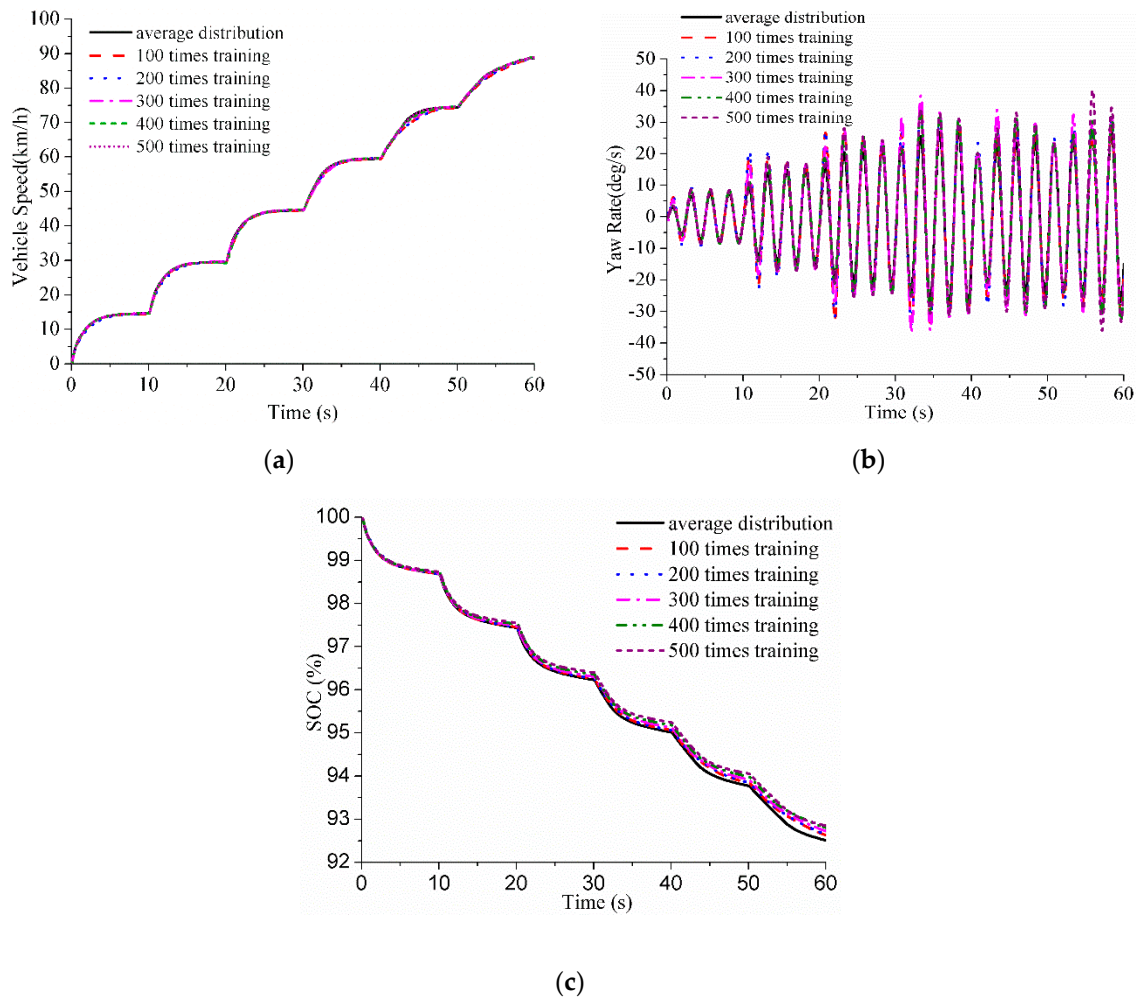 average distribution
100 times training
200 times training
300 times training
400 times training
500 times training
100
90
80
70
60
50
40
30
20
10
0
Vehicle Speed(km/h)
0 10 20 30 40 50 60
Time (s)
(a)
average distribution
100 times training
200 times training
300 times training
400 times training
500 times training
50
40
30
20
10
0
-10
-20
-30
-40
-50
Yaw Rate(deg/s)
0 10 20 30 40 50 60
Time (s)
(b)
average distribution
100 times training
200 times training
300 times training
400 times training
500 times training
100
99
98
97
96
95
94
93
92
SOC (%)
0 10 20 30 40 50 60
Time (s)
(c)